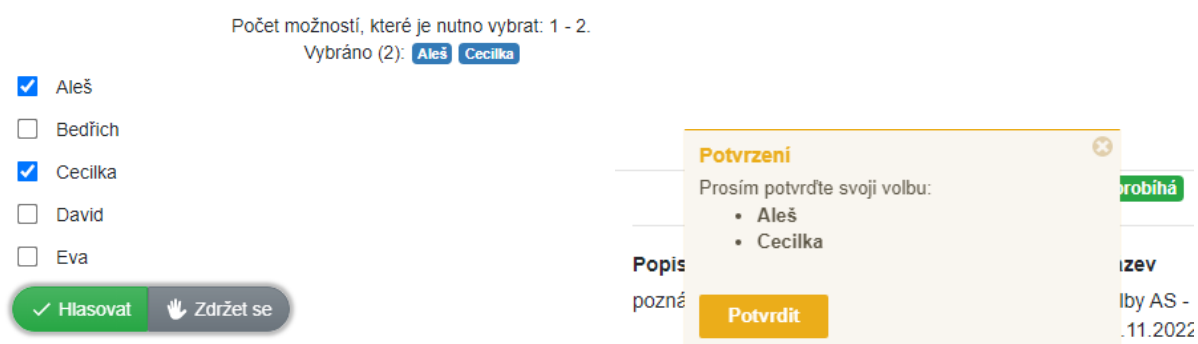 Počet možností, které je nutno vybrat: 1 - 2.
Vybráno (2): Aleš Cecilka
Aleš
Bedřich
Cecilka
David
Eva
Hlasovat Zdržet se
Potvrzení
Prosím potvrďte svoji volbu:
Aleš
Cecilka
Potvrdit
probíhá
Popis
pozná
ázev
lby AS -
.11.2022